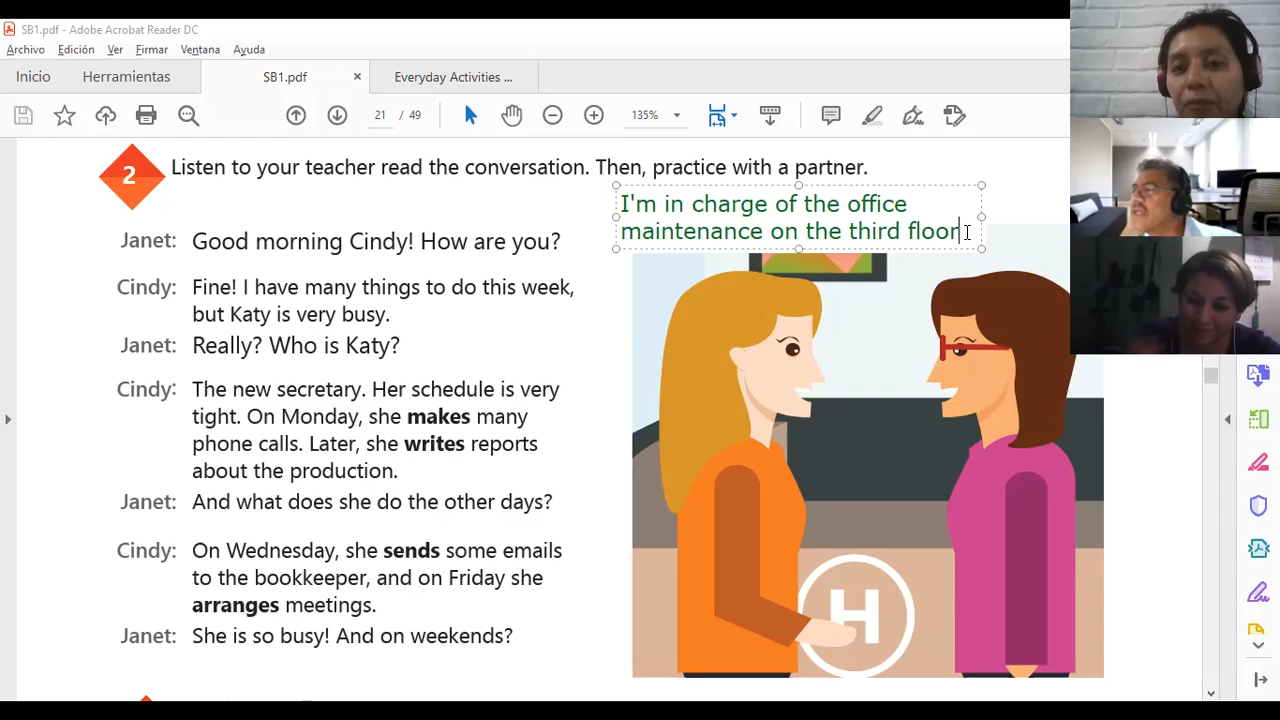 SB1.pdf - Adobe Acrobat Reader DC
Archivo Edición Ver Firmar Ventana Ayuda
Inicio Herramientas SB1.pdf × Everyday Activities ...
21 / 49 135%
2 Listen to your teacher read the conversation. Then, practice with a partner.
I'm in charge of the office
maintenance on the third floor
Janet: Good morning Cindy! How are you?
Cindy: Fine! I have many things to do this week,
but Katy is very busy.
Janet: Really? Who is Katy?
Cindy: The new secretary. Her schedule is very
tight. On Monday, she makes many
phone calls. Later, she writes reports
about the production.
Janet: And what does she do the other days?
Cindy: On Wednesday, she sends some emails
to the bookkeeper, and on Friday she
arranges meetings.
Janet: She is so busy! And on weekends?
H